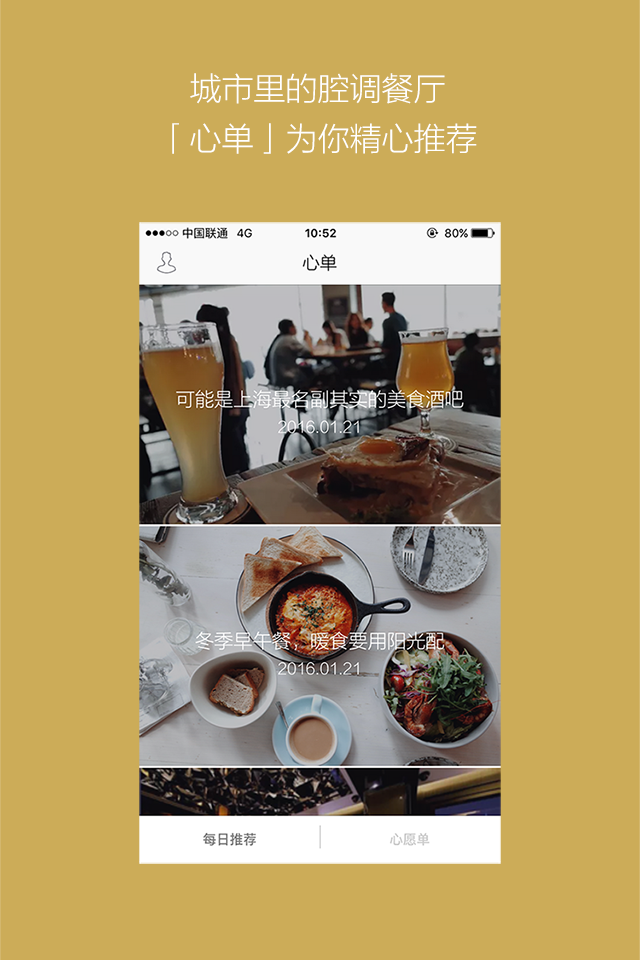 城市里的腔调餐厅
「心单」为你精心推荐
中国联通 4G 10:52 80%
心单
可能是上海最名副其实的美食酒吧
2016.01.21
冬季早午餐，暖食要用阳光配
2016.01.21
每日推荐 心愿单